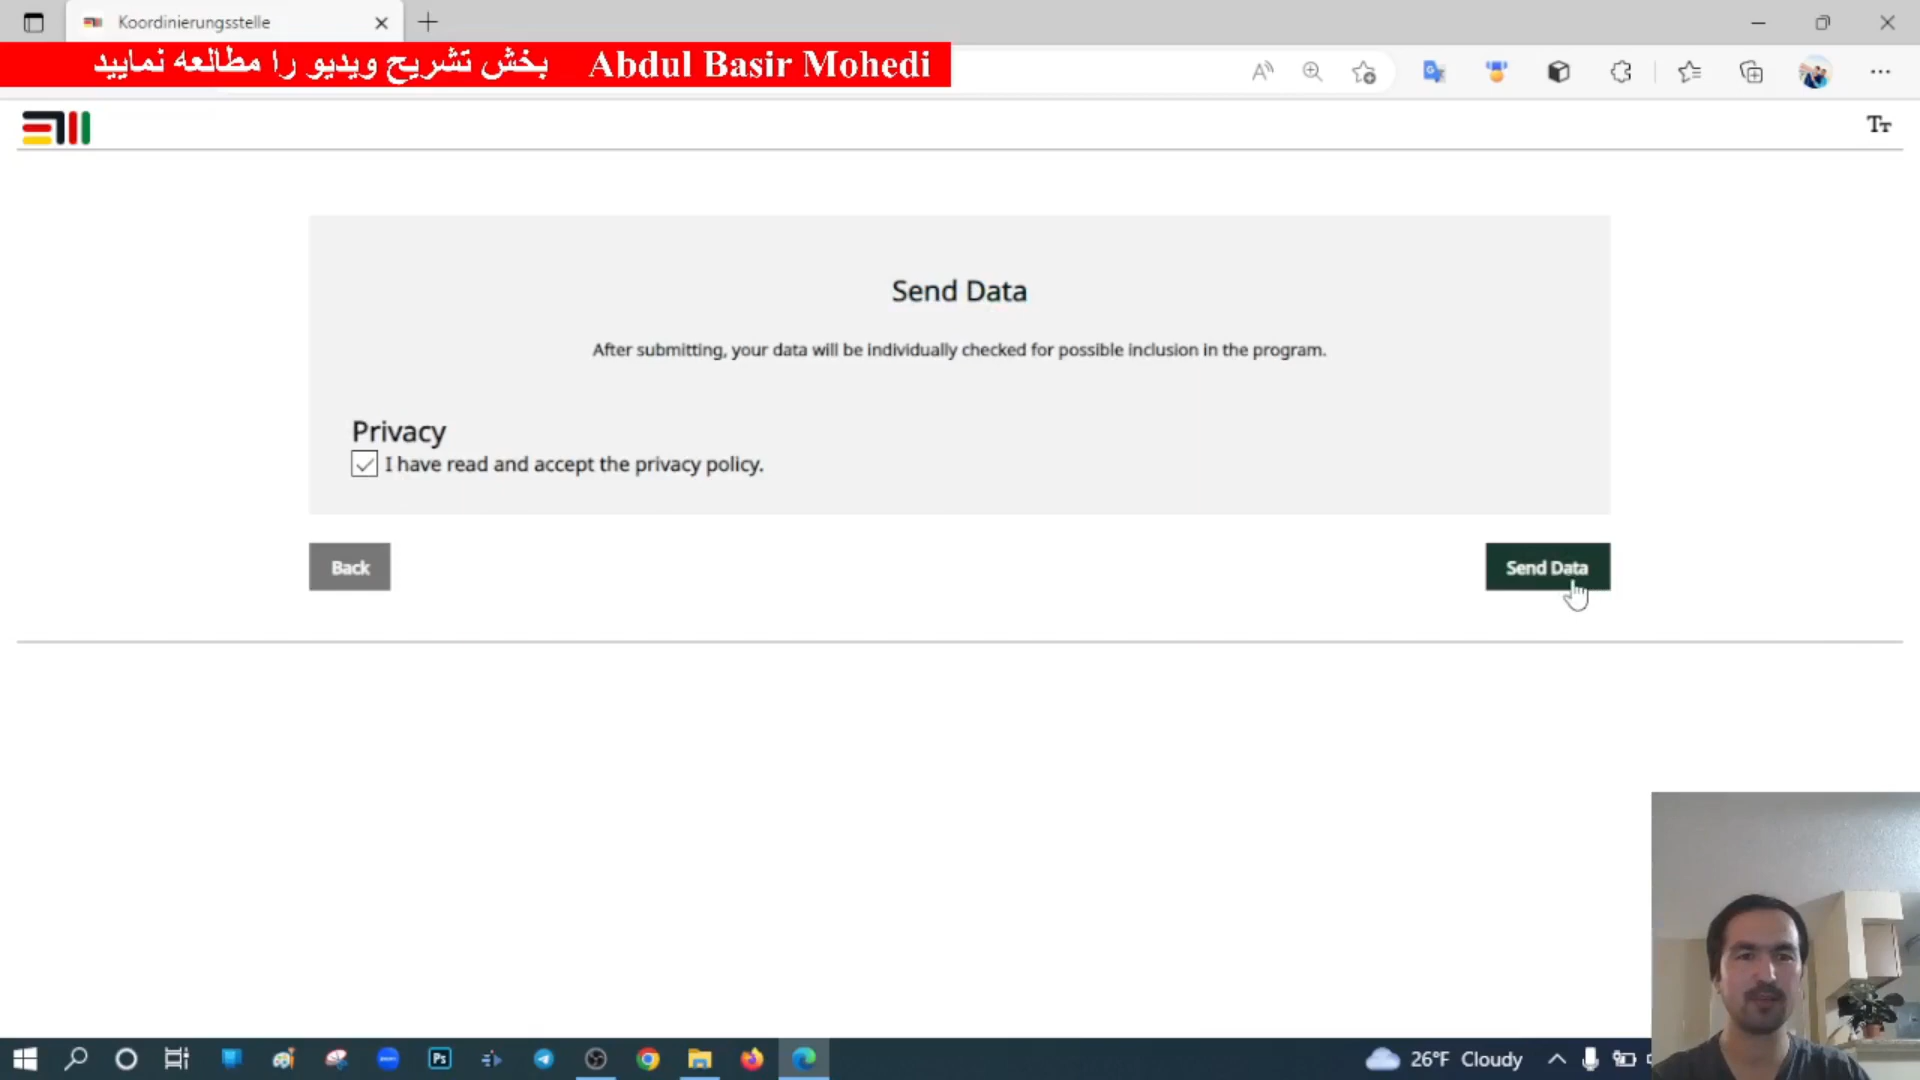 Koordinierungsstelle
بخش تشریح ویدیو را مطالعه نمایید Abdul Basir Mohedi
Send Data
After submitting, your data will be individually checked for possible inclusion in the program.
Privacy
I have read and accept the privacy policy.
Back
Send Data
26°F Cloudy